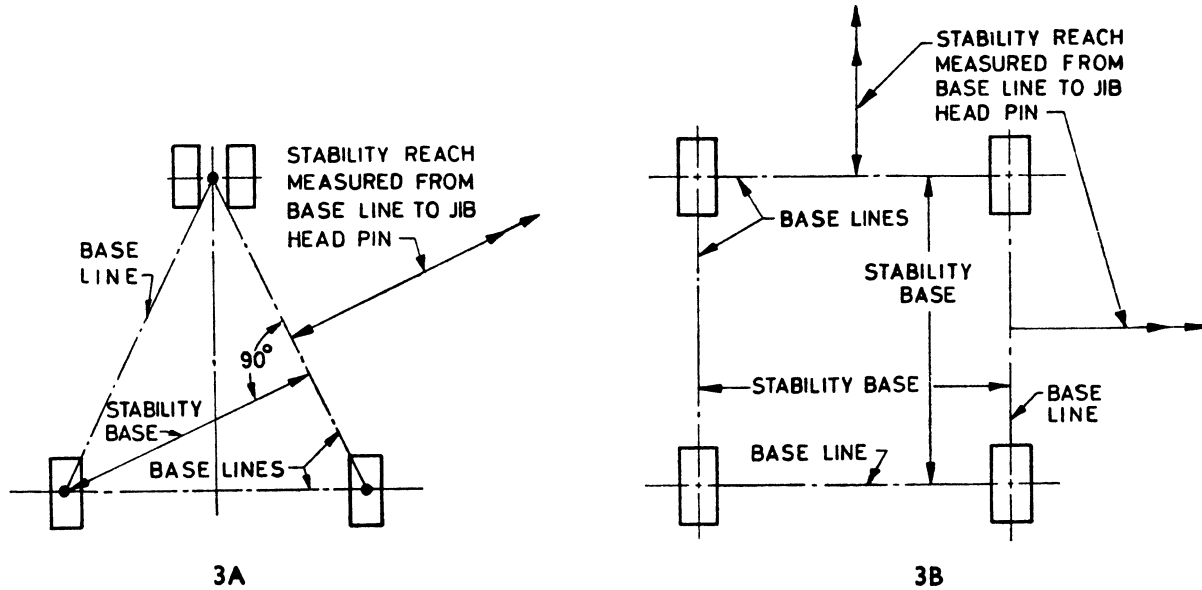 STABILITY REACH
MEASURED FROM
BASE LINE TO JIB
HEAD PIN
BASE
LINE
90°
STABILITY
BASE
BASE LINES
3A
STABILITY REACH
MEASURED FROM
BASE LINE TO JIB
HEAD PIN
BASE LINES
STABILITY
BASE
STABILITY BASE
BASE
LINE
BASE LINE
3B